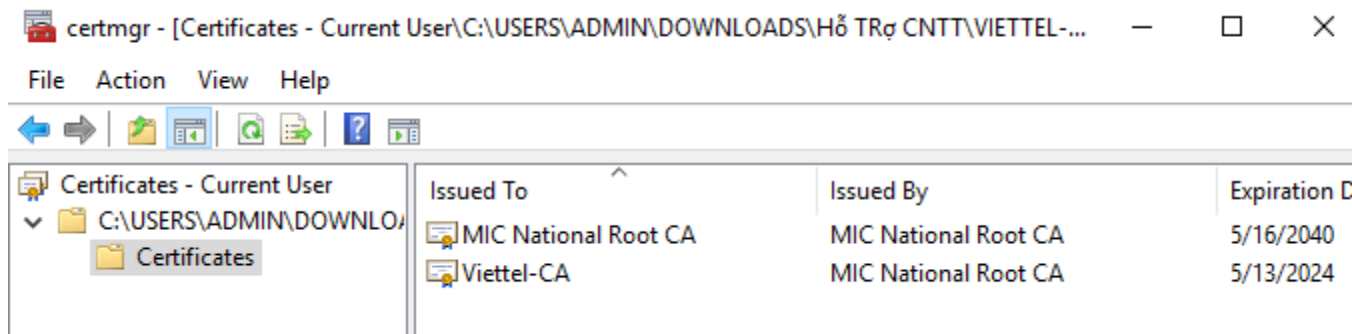 certmgr - [Certificates - Current User\C:\USERS\ADMIN\DOWNLOADS\Hỗ TRợ CNTT\VIETTEL-...
File Action View Help
Certificates - Current User
C:\USERS\ADMIN\DOWNLOA
Certificates
Issued To Issued By Expiration D
MIC National Root CA MIC National Root CA 5/16/2040
Viettel-CA MIC National Root CA 5/13/2024